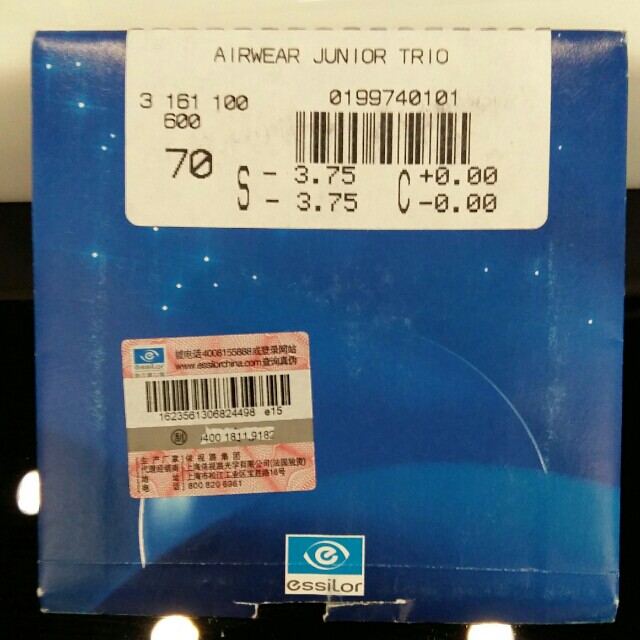 AIRWEAR JUNIOR TRIO
3 161 100
600
0199740101
70
S - 3.75 C +0.00
- 3.75 -0.00
essilor
拨电话4008155888或登录网站
www.essilorchina.com查询真伪
1623561306824498 e15
刮 4400 1811 9182
生产厂家:依视路集团
代理经销商:上海依视路光学有限公司(法国独资)
地 址:上海市松江工业区宝胜路16号
电 话:800 820 6961
essilor